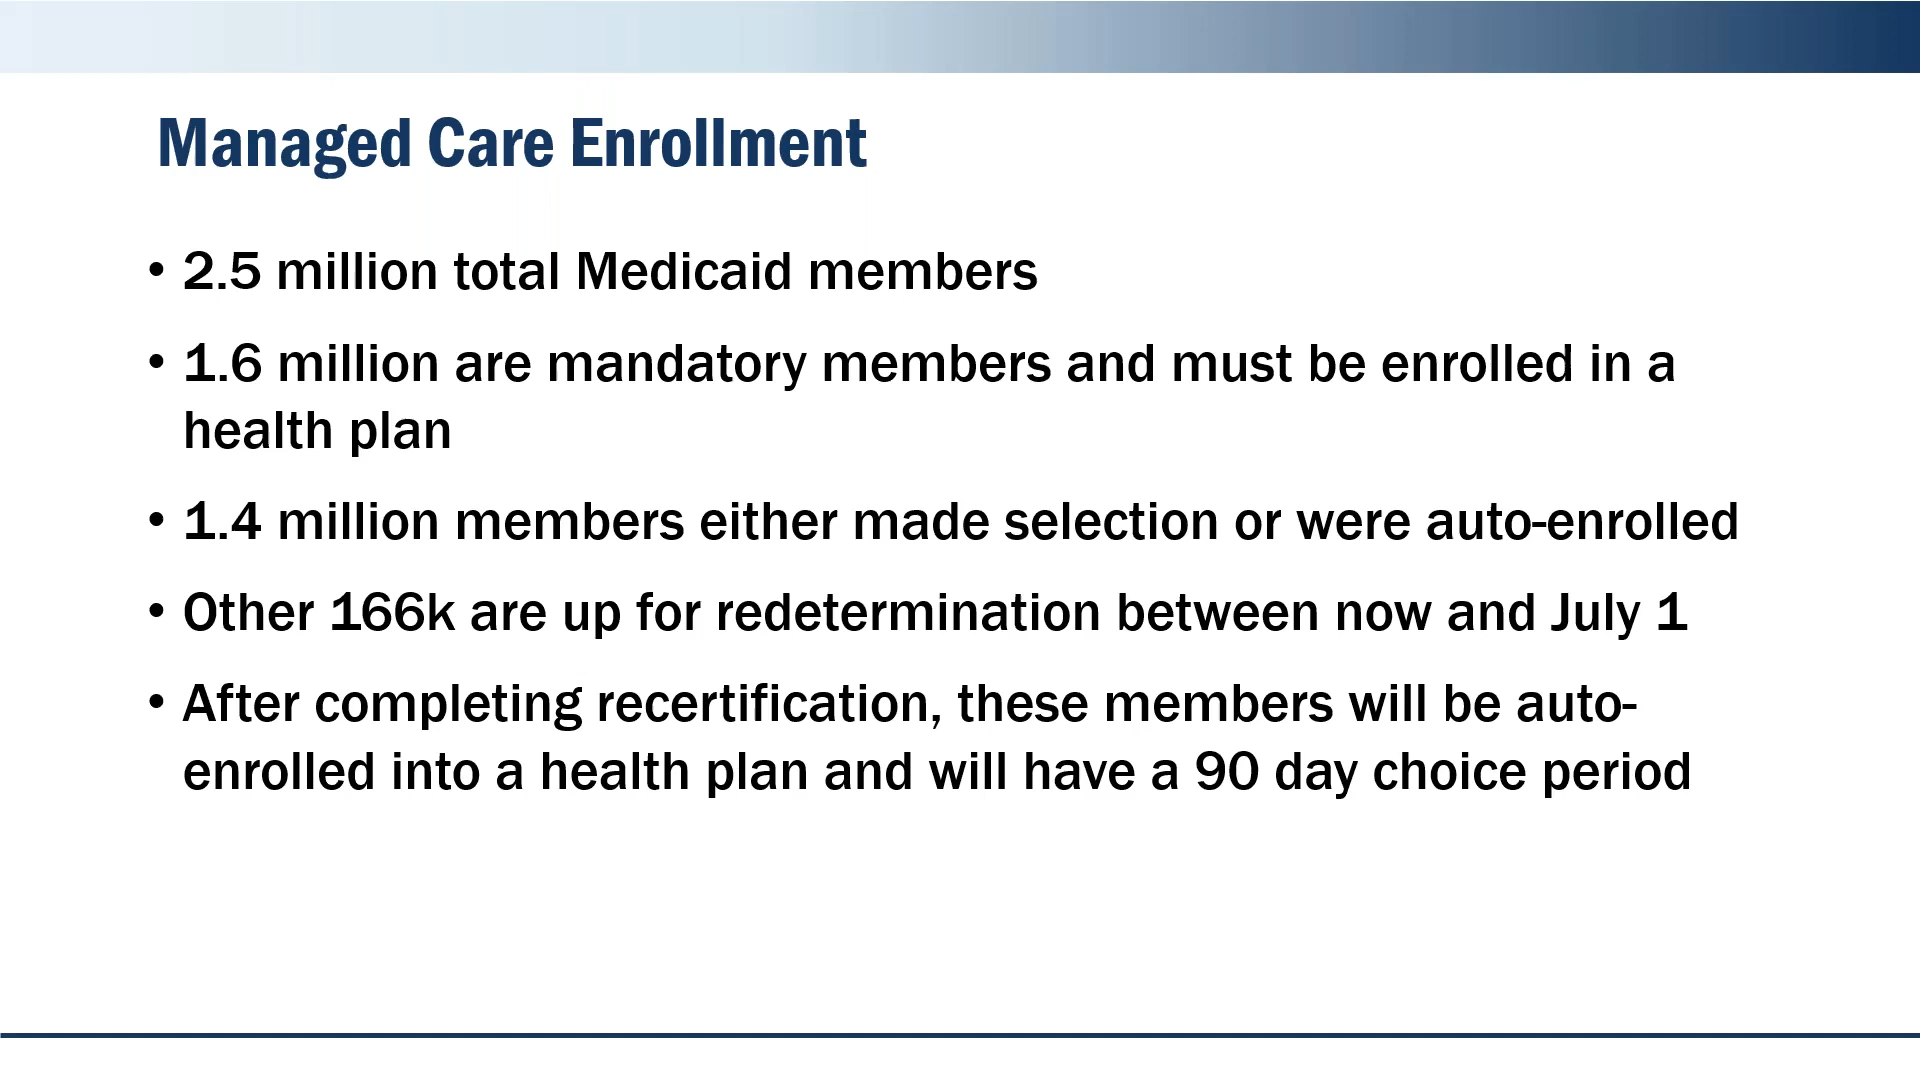 Managed Care Enrollment
• 2.5 million total Medicaid members
• 1.6 million are mandatory members and must be enrolled in a
health plan
• 1.4 million members either made selection or were auto-enrolled
• Other 166k are up for redetermination between now and July 1
• After completing recertification, these members will be auto-
enrolled into a health plan and will have a 90 day choice period